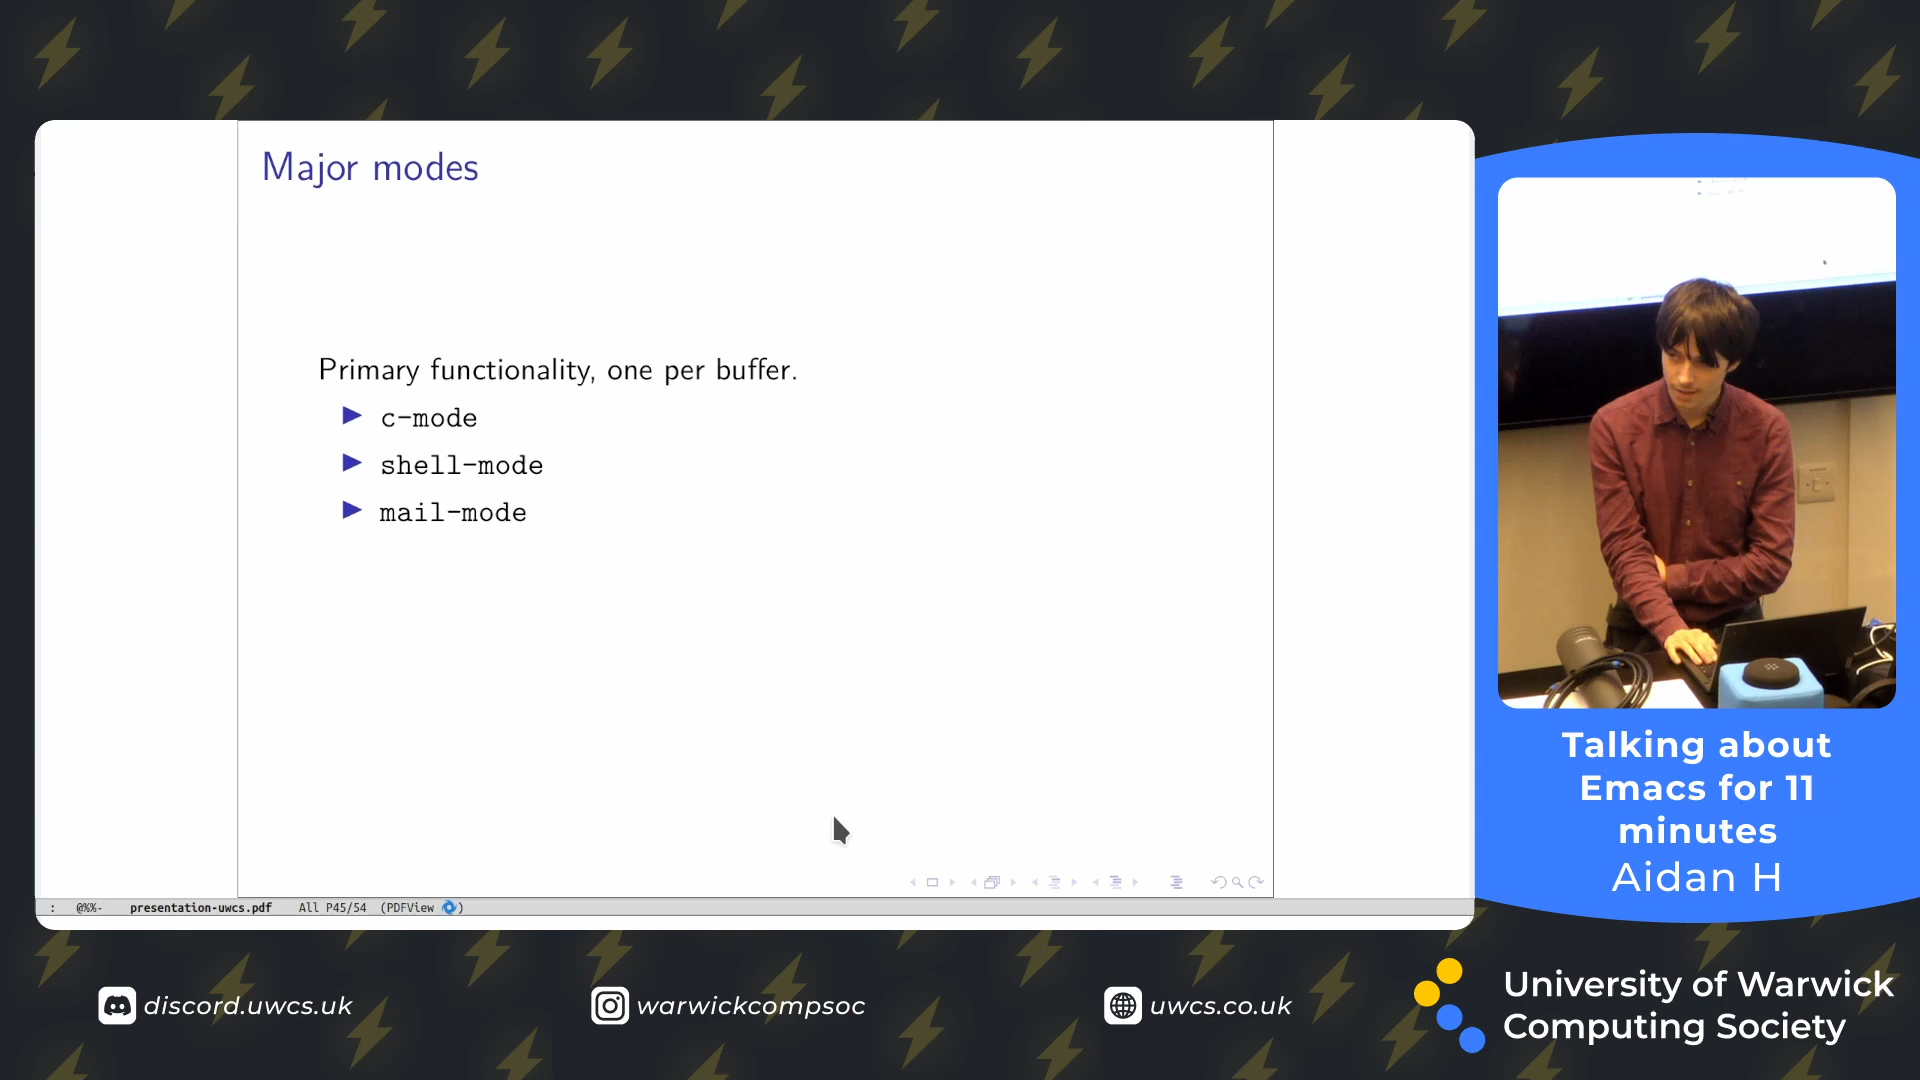 Major modes
Primary functionality, one per buffer.
c-mode
shell-mode
mail-mode
: @%%- presentation-uwcs.pdf All P45/54 (PDFView )
Talking about
Emacs for 11
minutes
Aidan H
discord.uwcs.uk
warwickcompsoc
uwcs.co.uk
University of Warwick
Computing Society